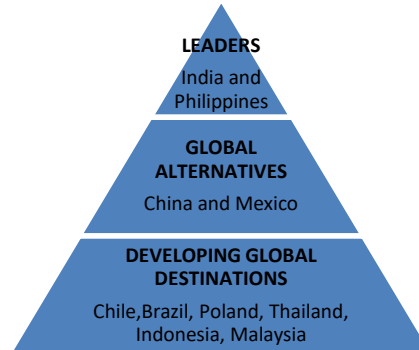 LEADERS
India and
Philippines
GLOBAL
ALTERNATIVES
China and Mexico
DEVELOPING GLOBAL
DESTINATIONS
Chile,Brazil, Poland, Thailand,
Indonesia, Malaysia